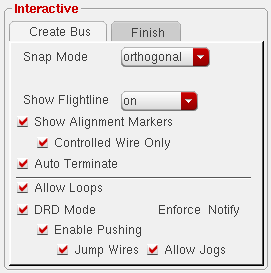 Interactive
Create Bus Finish
Snap Mode orthogonal
Show Flightline on
Show Alignment Markers
Controlled Wire Only
Auto Terminate
Allow Loops
DRD Mode Enforce Notify
Enable Pushing
Jump Wires Allow Jogs